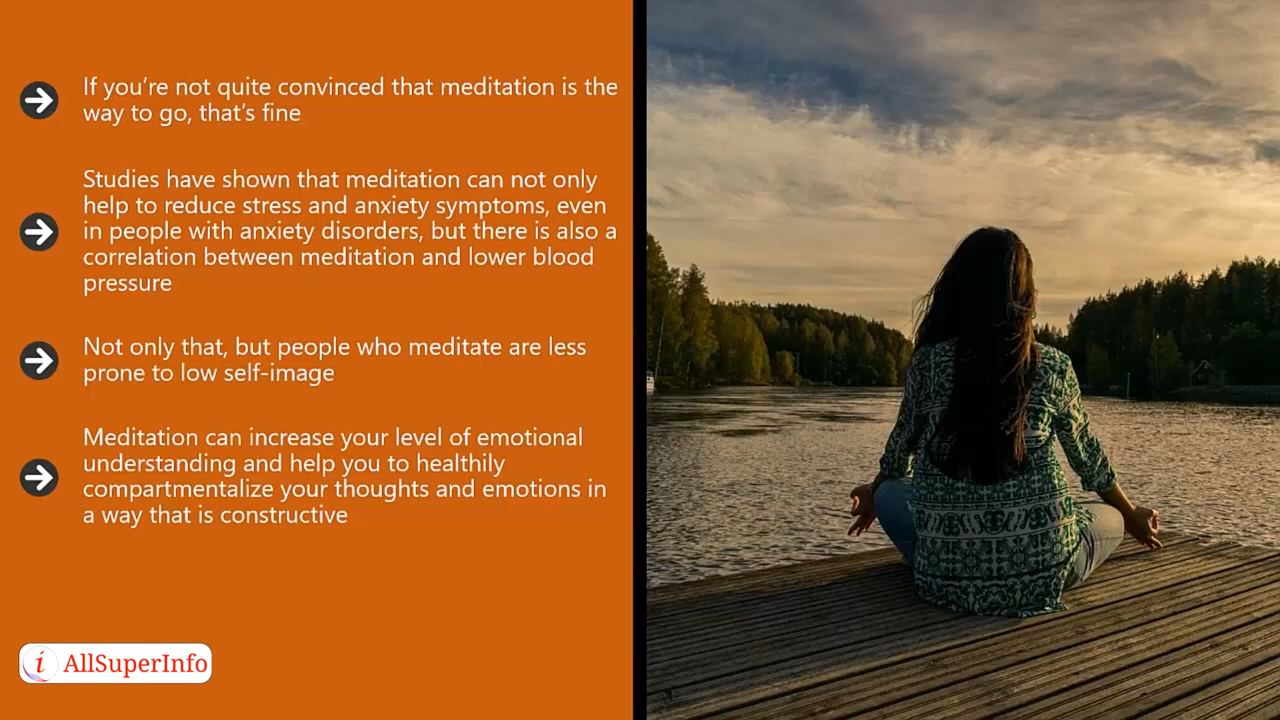 If you’re not quite convinced that meditation is the
way to go, that’s fine
Studies have shown that meditation can not only
help to reduce stress and anxiety symptoms, even
in people with anxiety disorders, but there is also a
correlation between meditation and lower blood
pressure
Not only that, but people who meditate are less
prone to low self-image
Meditation can increase your level of emotional
understanding and help you to healthily
compartmentalize your thoughts and emotions in
a way that is constructive
i AllSuperInfo